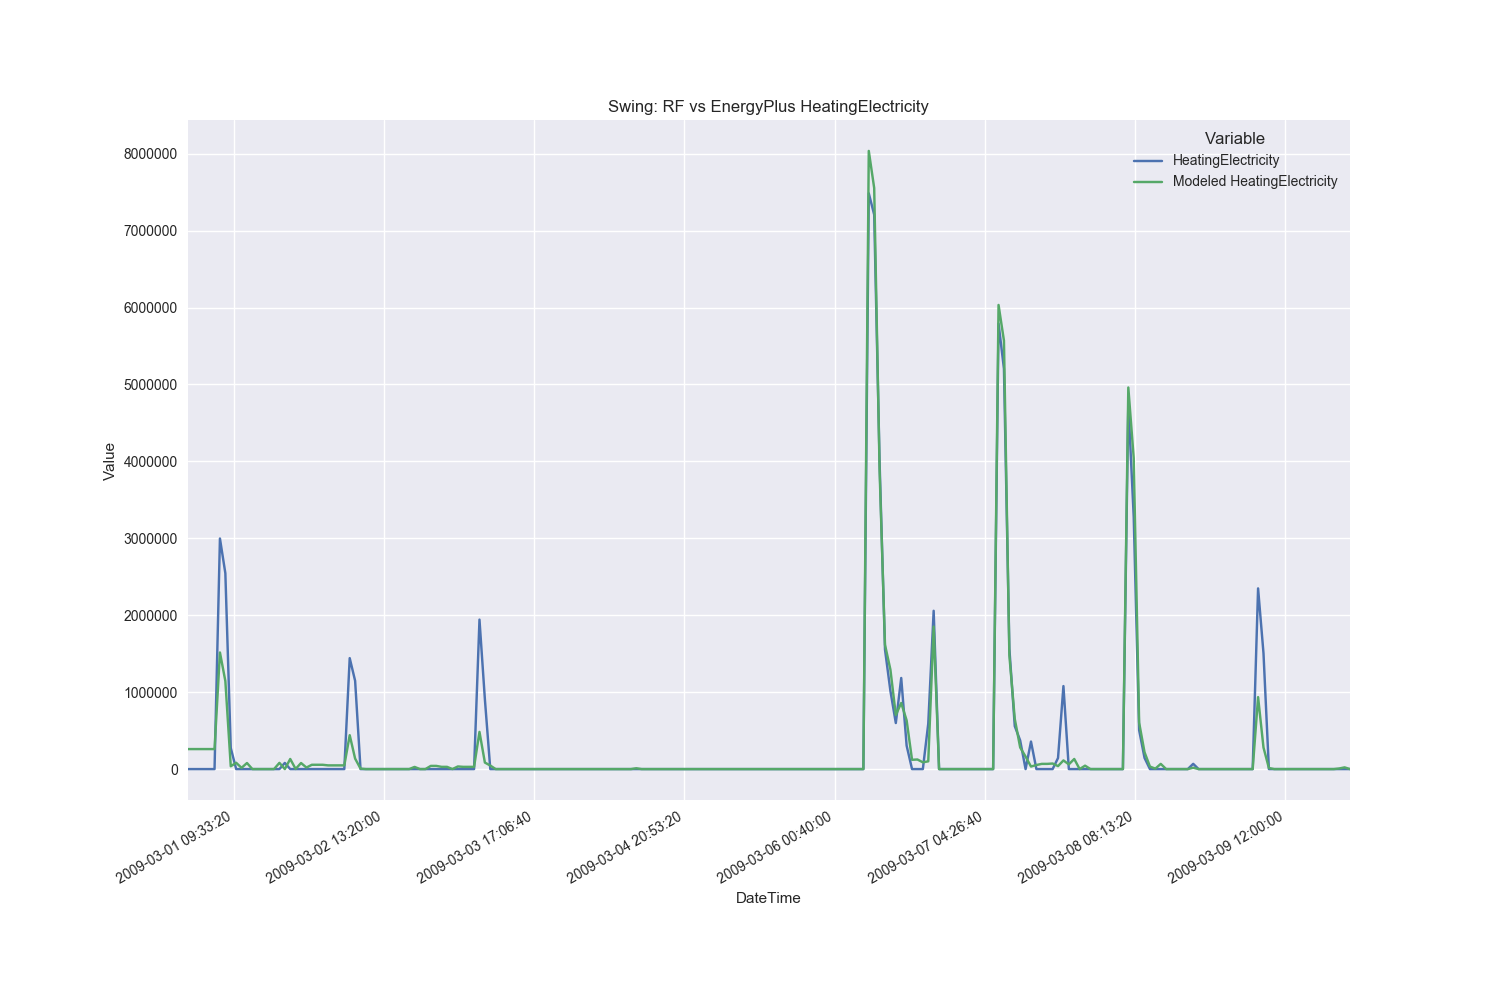 Swing: RF vs EnergyPlus HeatingElectricity
Variable
HeatingElectricity
Modeled HeatingElectricity
8000000
7000000
6000000
5000000
4000000
3000000
2000000
1000000
0
Value
2009-03-01 09:33:20
2009-03-02 13:20:00
2009-03-03 17:06:40
2009-03-04 20:53:20
2009-03-06 00:40:00
2009-03-07 04:26:40
2009-03-08 08:13:20
2009-03-09 12:00:00
DateTime